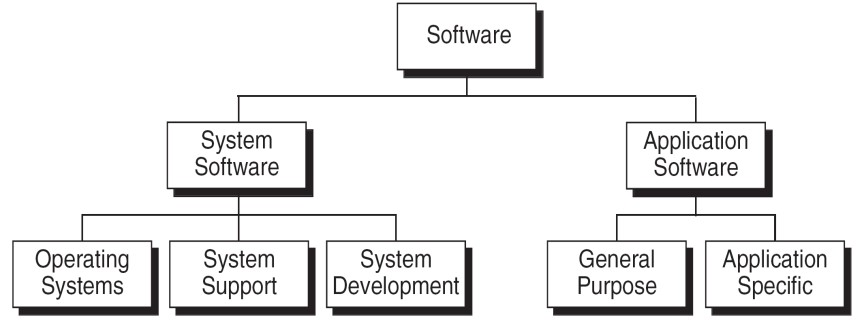 Software
System
Software
Application
Software
Operating
Systems
System
Support
System
Development
General
Purpose
Application
Specific